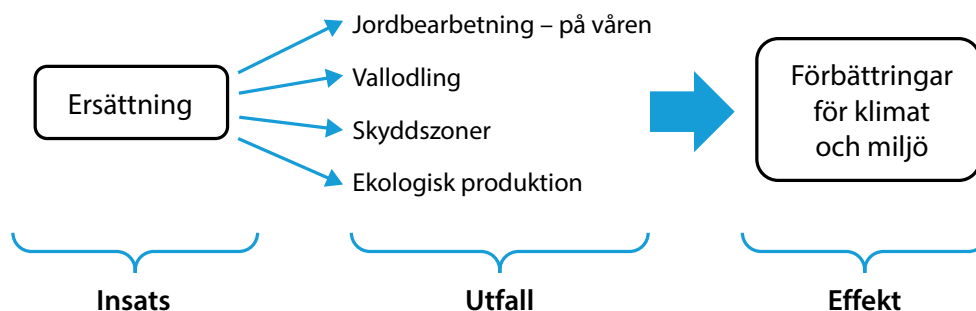 Ersättning
Jordbearbetning – på våren
Vallodling
Skyddszoner
Ekologisk produktion
Förbättringar
för klimat
och miljö
Insats
Utfall
Effekt